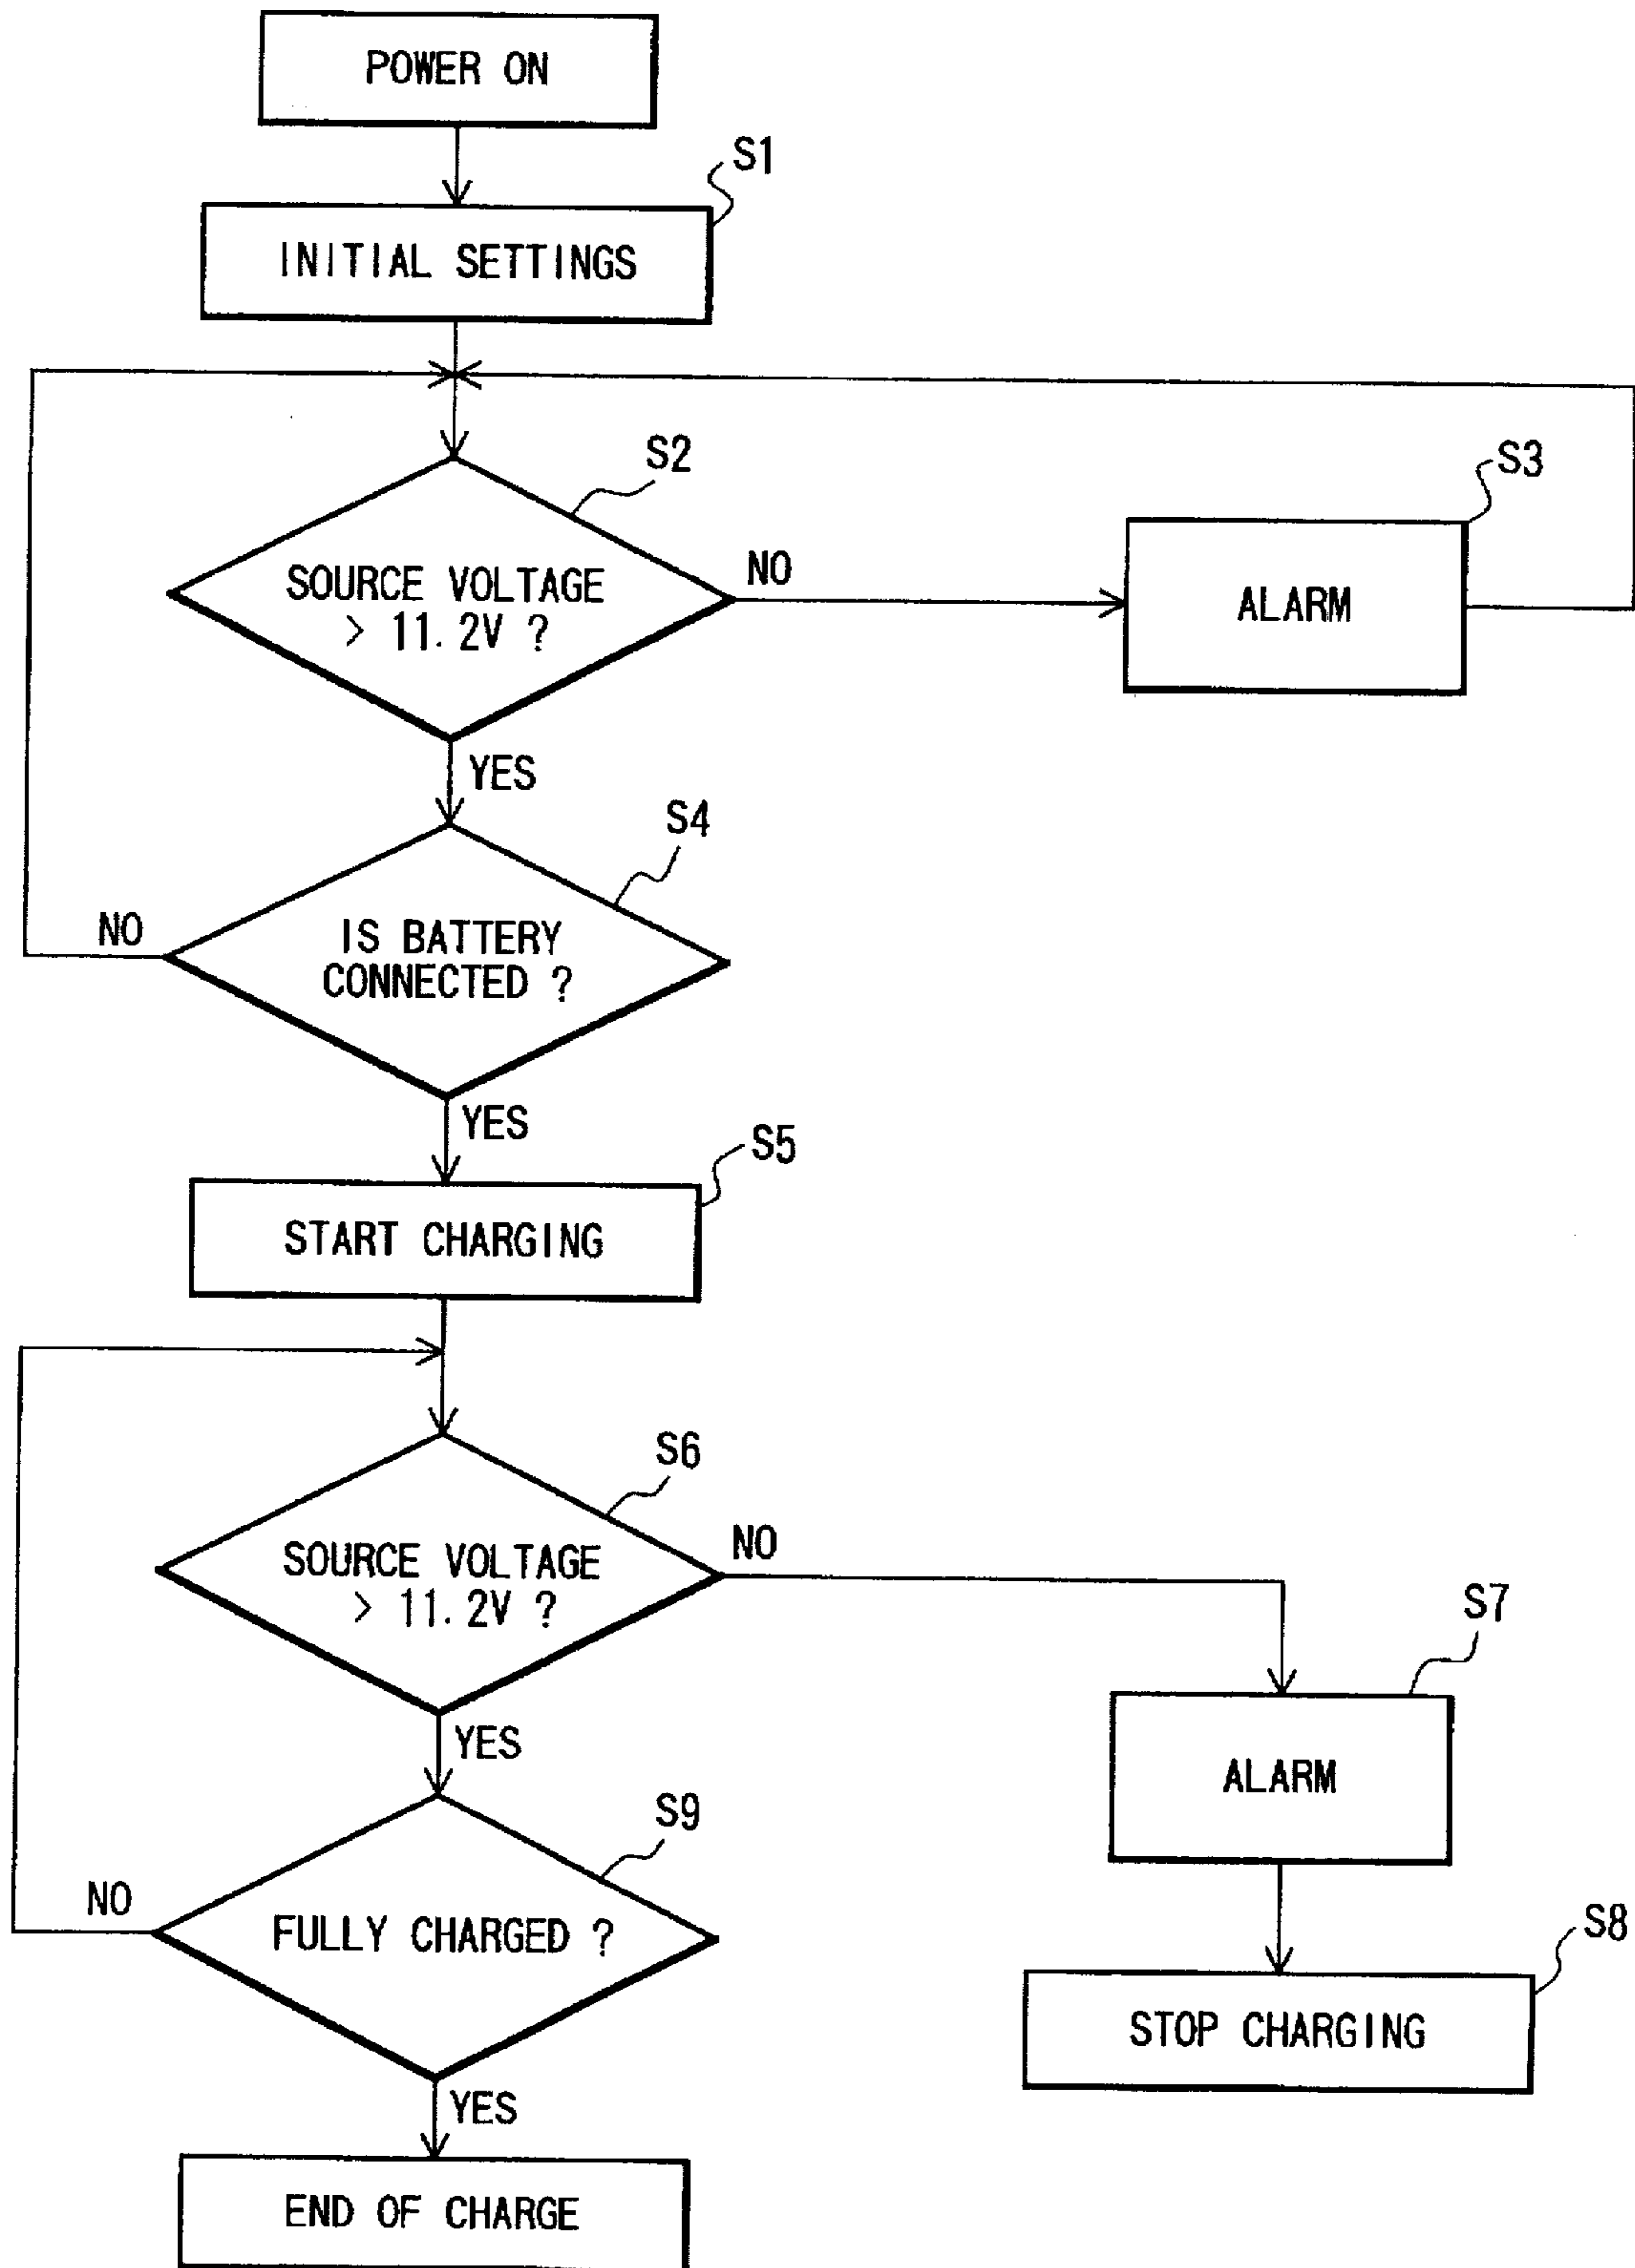 POWER ON
S1
INITIAL SETTINGS
S2
S3
SOURCE VOLTAGE
> 11.2V ?
NO
ALARM
YES
S4
NO
IS BATTERY
CONNECTED ?
YES
S5
START CHARGING
S6
SOURCE VOLTAGE
> 11.2V ?
NO
S7
YES
ALARM
S9
NO
FULLY CHARGED ?
S8
STOP CHARGING
YES
END OF CHARGE